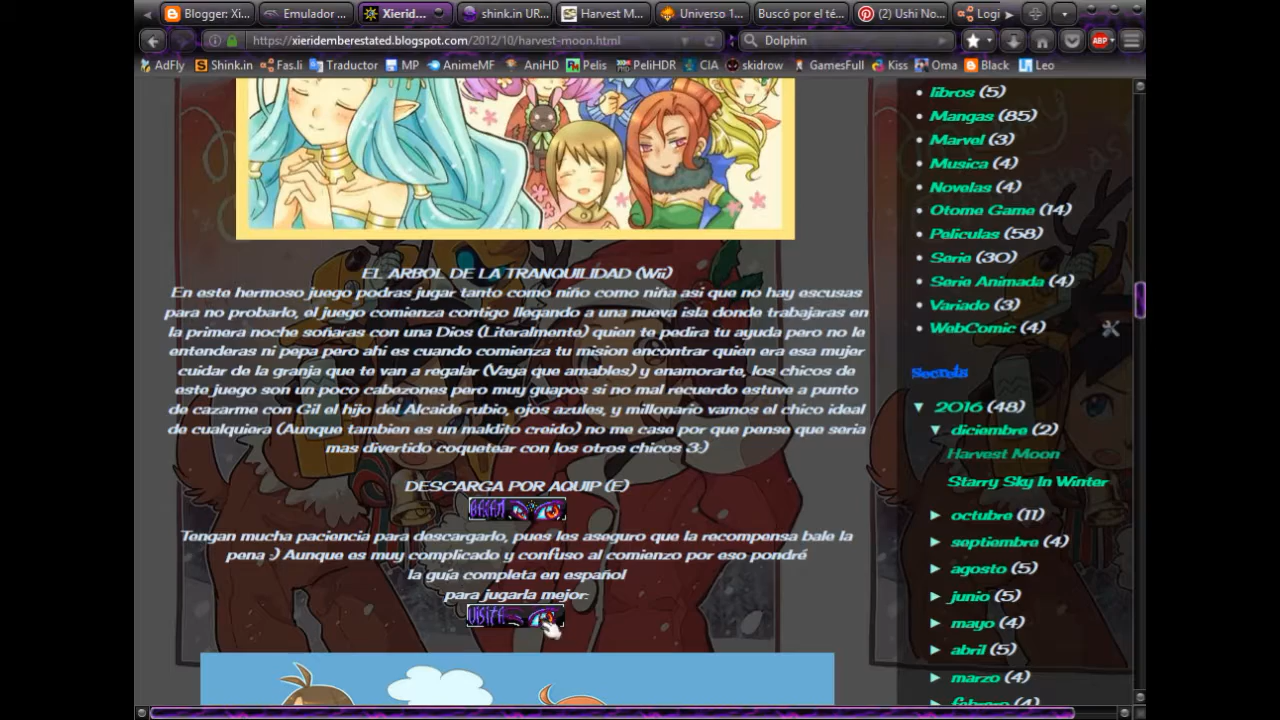 Blogger: Xi...
Emulador ...
Xierid...
shink.in UR...
Harvest M...
Universo 1...
Buscó por el té...
(2) Ushi No...
Logi
https://xieridemberestated.blogspot.com/2012/10/harvest-moon.html
Dolphin
ABP
AdFly
Shink.in
Fas.li
Traductor
MP
AnimeMF
AniHD
Pelis
PeliHDR
CIA
skidrow
GamesFull
Kiss
Oma
Black
Leo
EL ARBOL DE LA TRANQUILIDAD (Wii)
En este hermoso juego podras jugar tanto como niño como niña asi que no hay escusas
para no probarlo, el juego comienza contigo llegando a una nueva isla donde trabajaras en
la primera noche soñaras con una Dios (Literalmente) quien te pedira tu ayuda pero no le
entenderas ni pepa pero ahi es cuando comienza tu mision encontrar quien era esa mujer
cuidar de la granja que te van a regalar (Vaya que amables) y enamorarte, los chicos de
este juego son un poco cabezones pero muy guapos si no mal recuerdo estuve a punto
de cazarme con Gil el hijo del Alcaide rubio, ojos azules, y millonario vamos el chico ideal
de cualquiera (Aunque tambien es un maldito creido) no me case por que pense que seria
mas divertido coquetear con los otros chicos 3:)
DESCARGA POR AQUIP (E)
Tengan mucha paciencia para descargarlo, pues les aseguro que la recompensa bale la
pena ;) Aunque es muy complicado y confuso al comienzo por eso pondré
la guía completa en español
para jugarla mejor:
VISITA
libros (5)
Mangas (85)
Marvel (3)
Musica (4)
Novelas (4)
Otome Game (14)
Peliculas (58)
Serie (30)
Serie Animada (4)
Variado (3)
WebComic (4)
Secrets
▼ 2016 (48)
▼ diciembre (2)
Harvest Moon
Starry Sky In Winter
► octubre (11)
► septiembre (4)
► agosto (5)
► junio (5)
► mayo (4)
► abril (5)
► marzo (4)
► febrero (4)